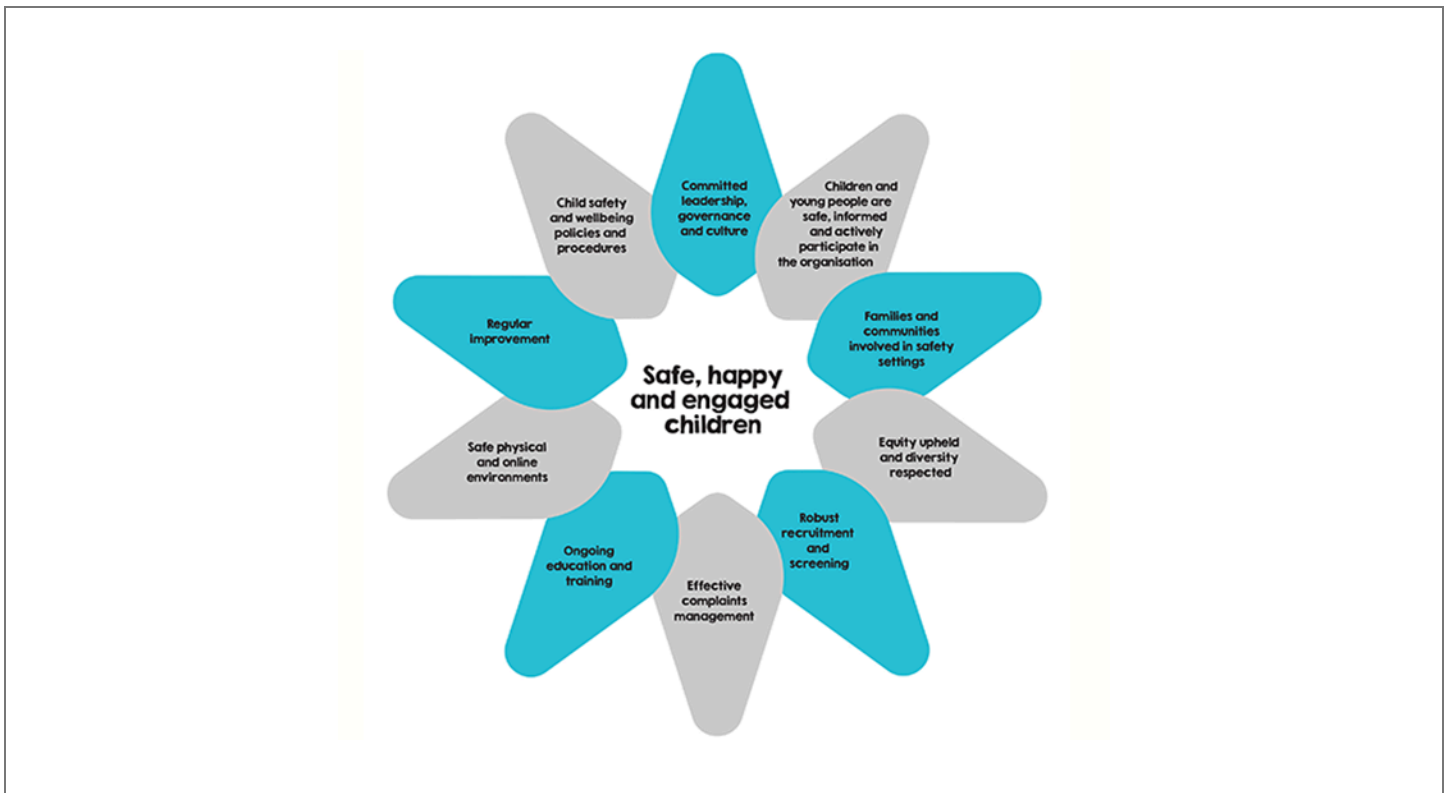 Committed
leadership,
governance
and culture
Children and
young people are
safe, informed
and actively
participate in
the organisation
Families and
communities
involved in safety
settings
Equity upheld
and diversity
respected
Robust
recruitment
and
screening
Effective
complaints
management
Ongoing
education and
training
Safe physical
and online
environments
Regular
improvement
Child safety
and wellbeing
policies and
procedures
Safe, happy
and engaged
children